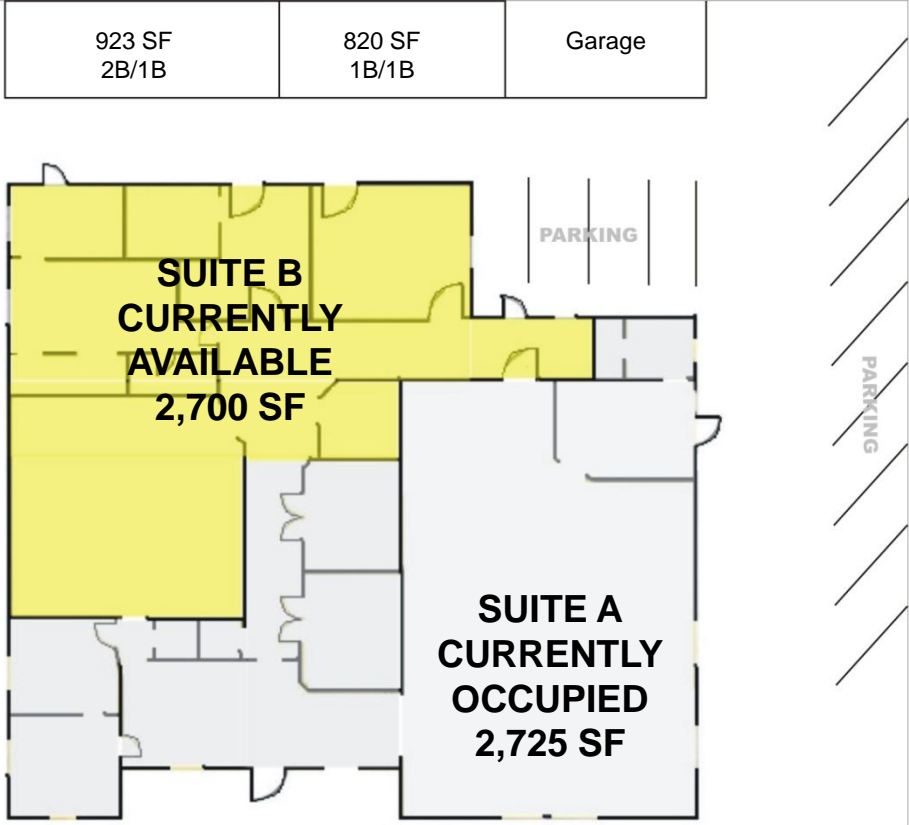 923 SF
2B/1B
820 SF
1B/1B
Garage
PARKING
SUITE B
CURRENTLY
AVAILABLE
2,700 SF
PARKING
SUITE A
CURRENTLY
OCCUPIED
2,725 SF